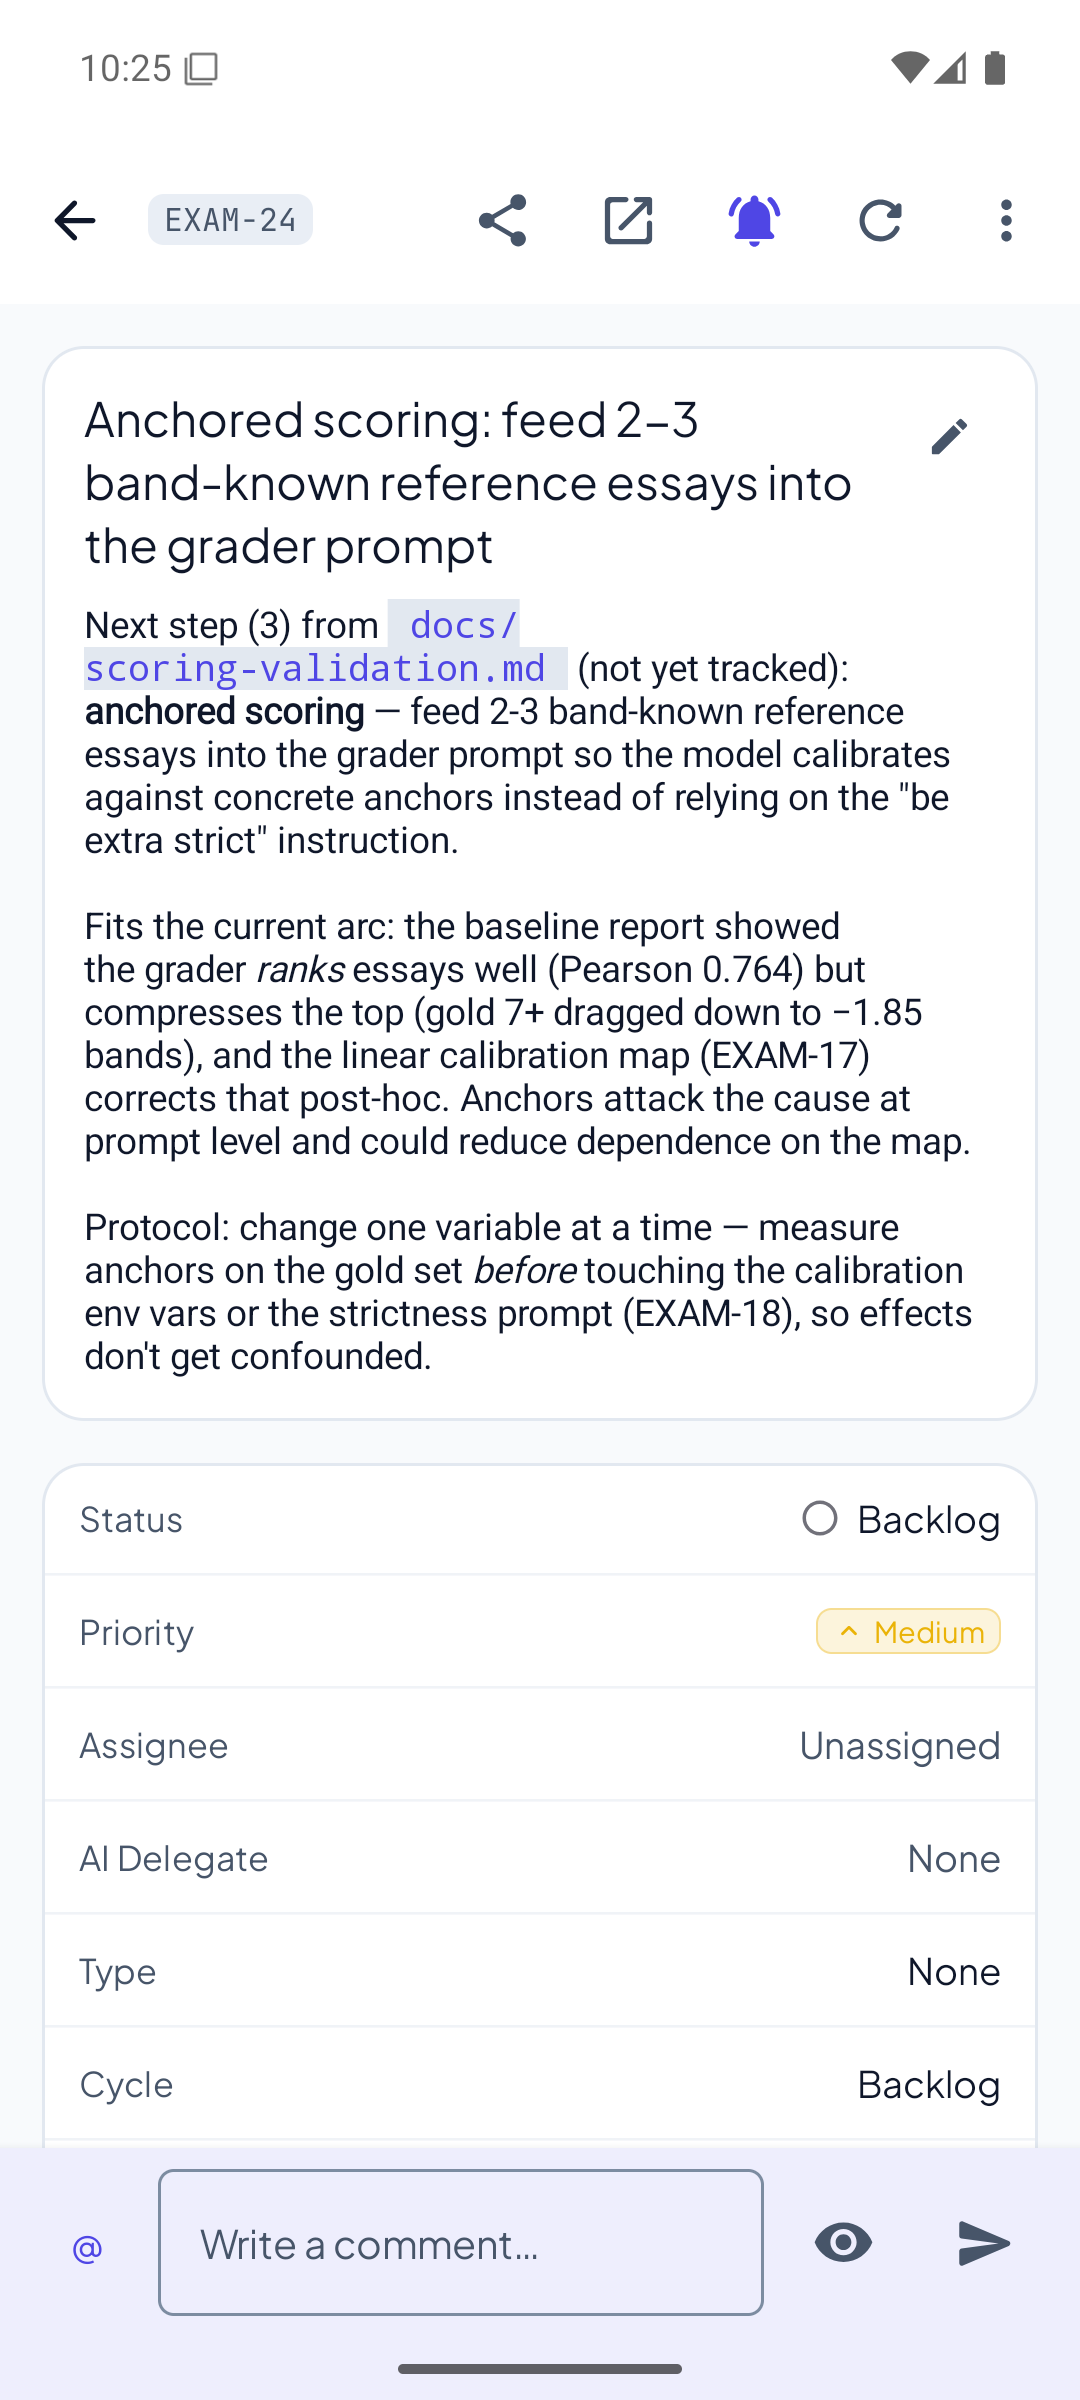 10:25
EXAM-24
Anchored scoring: feed 2–3
band-known reference essays into
the grader prompt
Next step (3) from docs/
scoring-validation.md (not yet tracked):
anchored scoring — feed 2-3 band-known reference
essays into the grader prompt so the model calibrates
against concrete anchors instead of relying on the "be
extra strict" instruction.
Fits the current arc: the baseline report showed
the grader ranks essays well (Pearson 0.764) but
compresses the top (gold 7+ dragged down to −1.85
bands), and the linear calibration map (EXAM-17)
corrects that post-hoc. Anchors attack the cause at
prompt level and could reduce dependence on the map.
Protocol: change one variable at a time — measure
anchors on the gold set before touching the calibration
env vars or the strictness prompt (EXAM-18), so effects
don't get confounded.
Status Backlog
Priority Medium
Assignee Unassigned
AI Delegate None
Type None
Cycle Backlog
@ Write a comment...